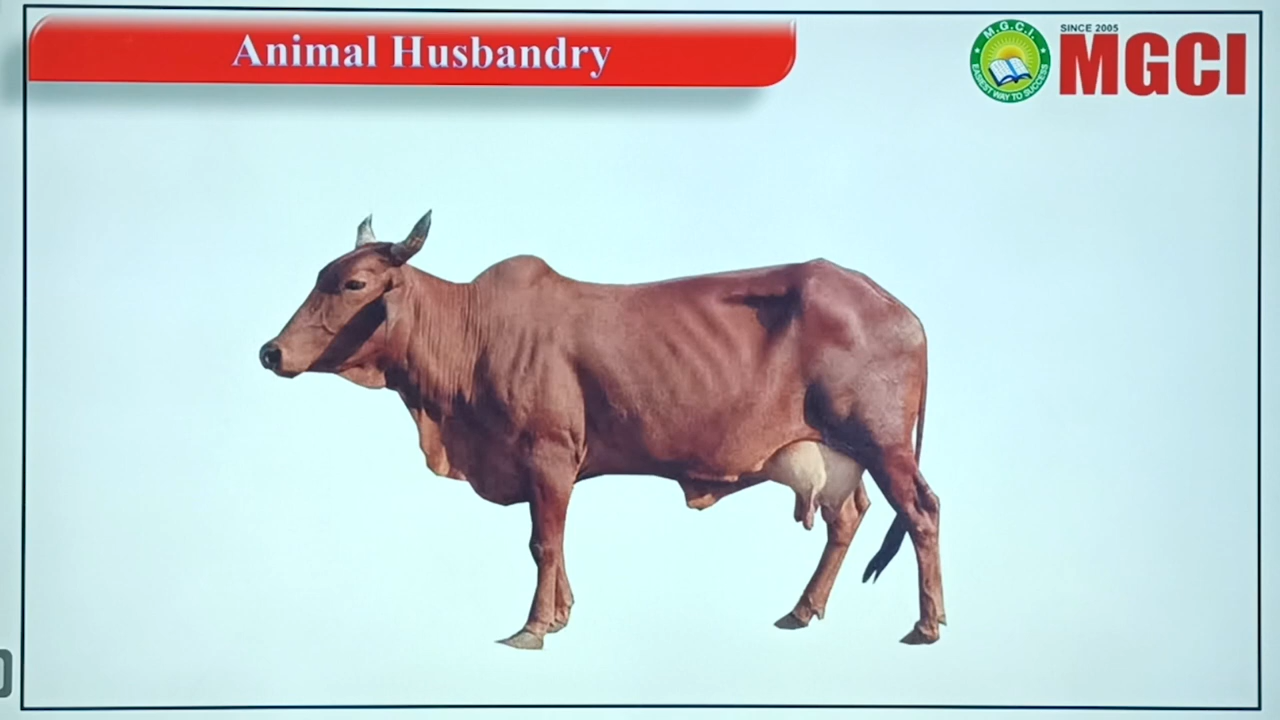 Animal Husbandry
M.G.C.I.
EASIEST WAY TO SUCCESS
SINCE 2005
MGCI